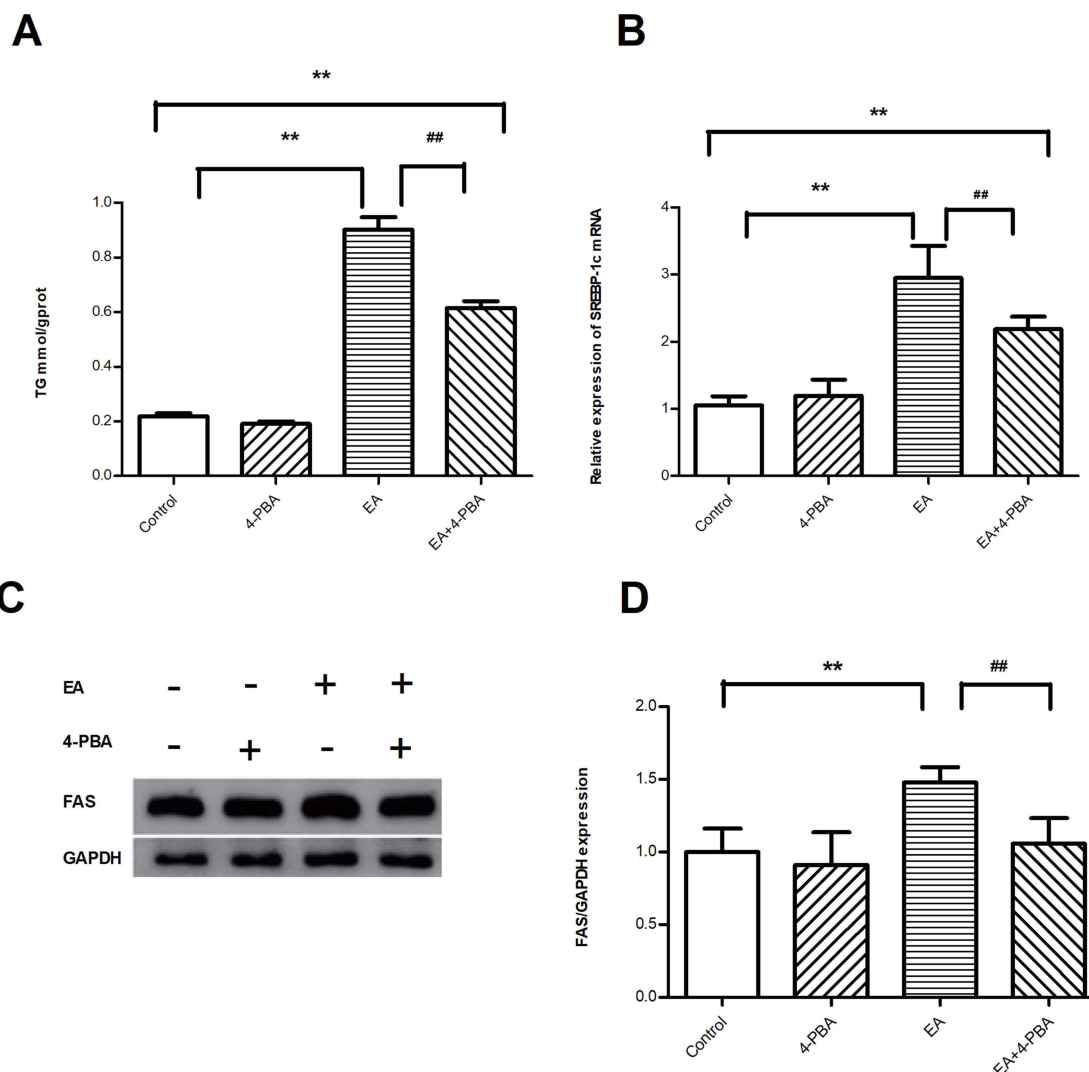 A
**
**
##
TG mmol/gprot
1.0
0.8
0.6
0.4
0.2
0.0
Control
4-PBA
EA
EA+4-PBA
B
**
**
##
Relative expression of SREBP-1c mRNA
4
3
2
1
0
Control
4-PBA
EA
EA+4-PBA
C
EA - - + +
4-PBA - + - +
FAS
GAPDH
D
**
##
FAS/GAPDH expression
2.0
1.5
1.0
0.5
0.0
Control
4-PBA
EA
EA+4-PBA